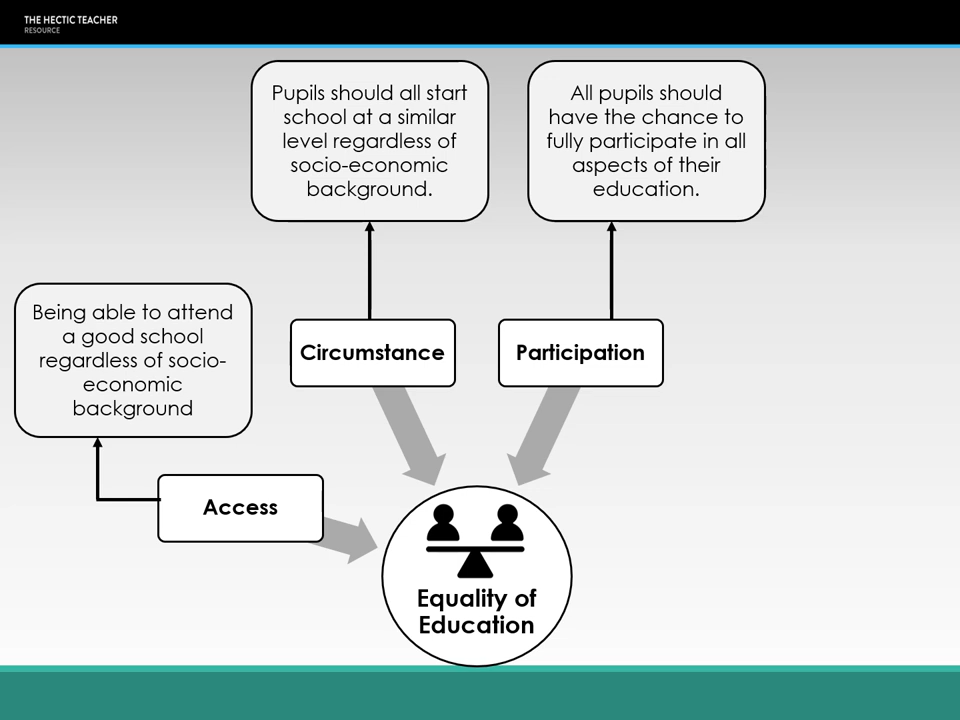 THE HECTIC TEACHER
RESOURCE
Pupils should all start
school at a similar
level regardless of
socio-economic
background.
All pupils should
have the chance to
fully participate in all
aspects of their
education.
Being able to attend
a good school
regardless of socio-
economic
background
Circumstance
Participation
Access
Equality of
Education